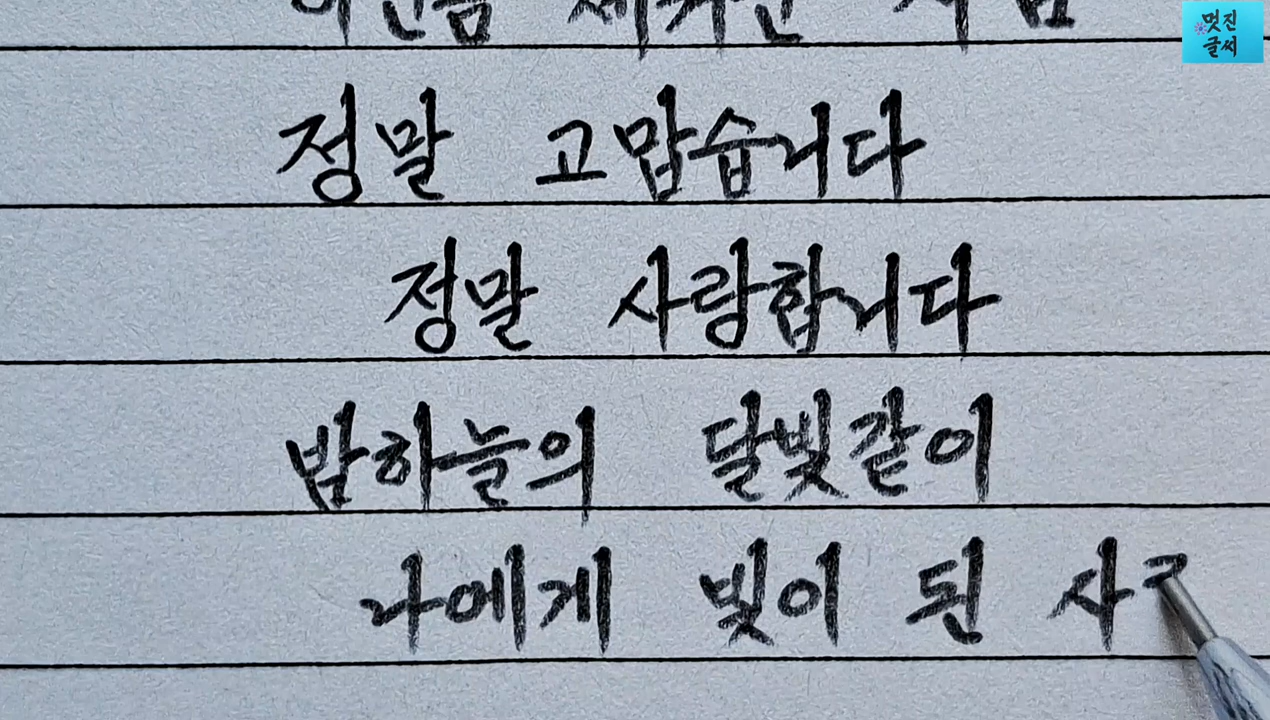 정말 고맙습니다
정말 사랑합니다
밤하늘의 달빛같이
나에게 빛이 된 사
멋진
글씨